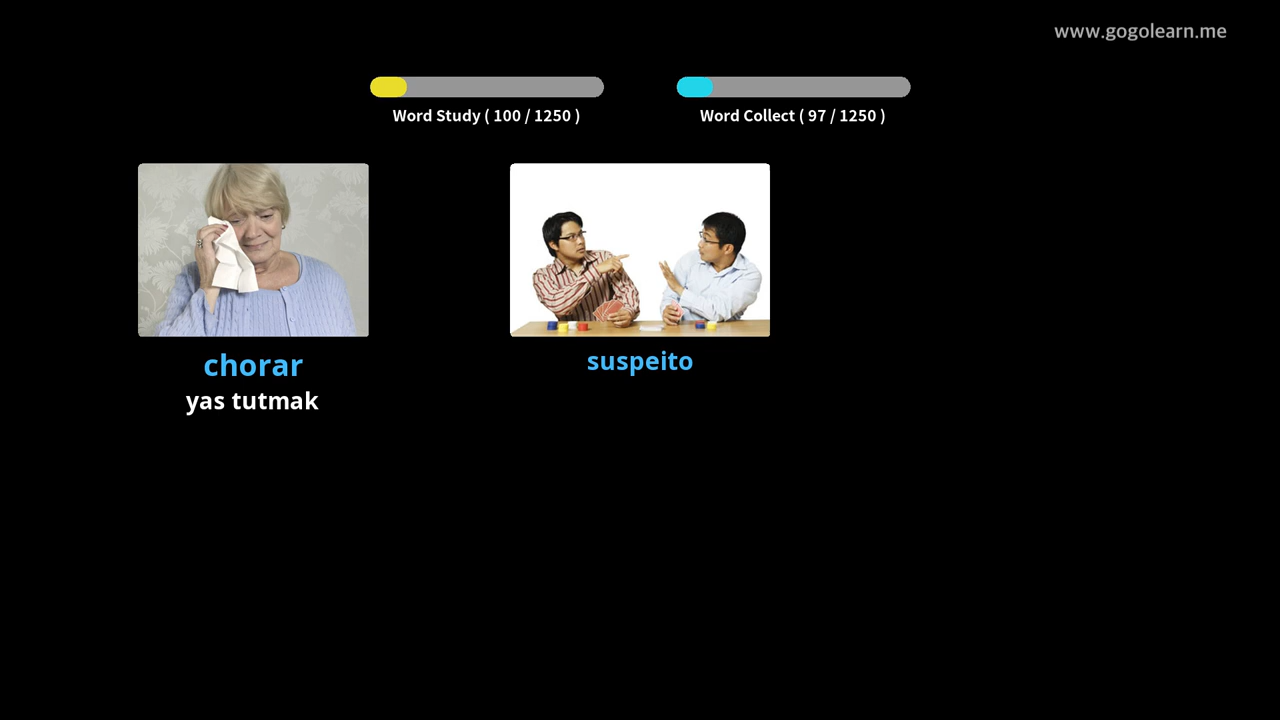 www.gogolearn.me
Word Study ( 100 / 1250 )
Word Collect ( 97 / 1250 )
chorar
yas tutmak
suspeito